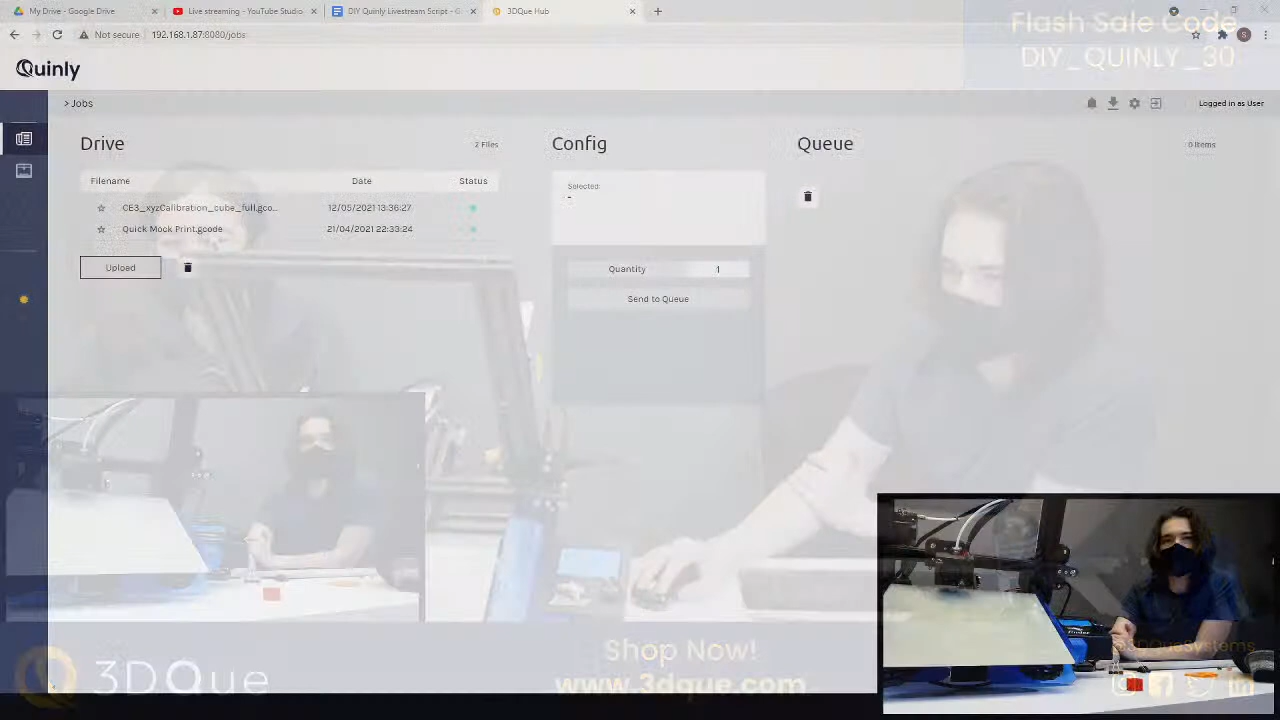 My Drive - Google Drive
Live streaming - YouTube Studio
DIY Quinly Livestream Script - G
3DQue Hub
Not secure
192.168.1.87:8080/jobs
Flash Sale Code
DIY_QUINLY_30
Quinly
> Jobs
Logged in as User
Drive
2 Files
Config
Queue
0 Items
Filename
Date
Status
Selected:
-
CE3_xyzCalibration_cube_full.gco...
12/05/2021 13:36:27
Quick Mock Print.gcode
21/04/2021 22:33:24
Upload
Quantity
1
Send to Queue
Shop Now!
www.3dque.com
3DQue
@3DQueSystems